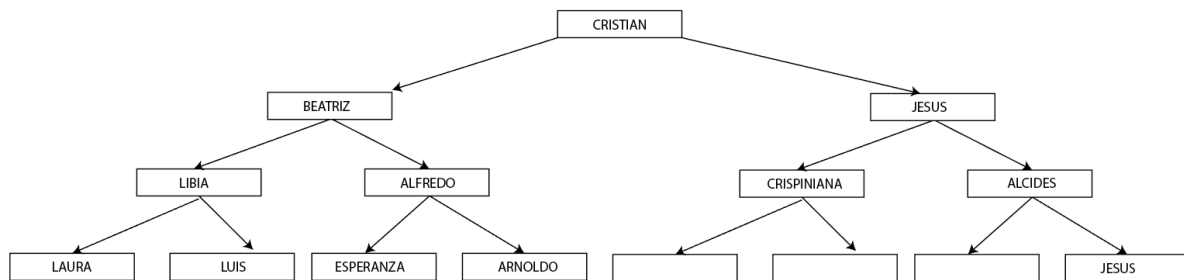 CRISTIAN
BEATRIZ
JESUS
LIBIA
ALFREDO
CRISPINIANA
ALCIDES
LAURA
LUIS
ESPERANZA
ARNOLDO
JESUS